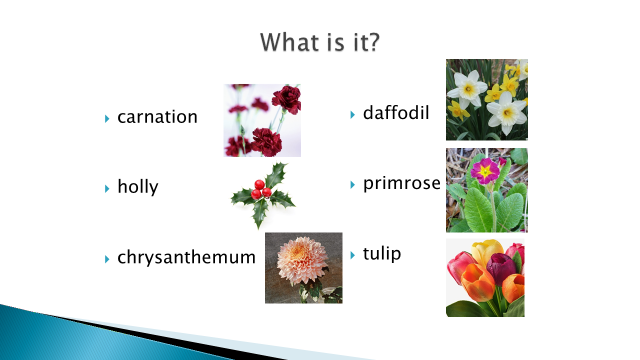 What is it?
carnation
holly
chrysanthemum
daffodil
primrose
tulip